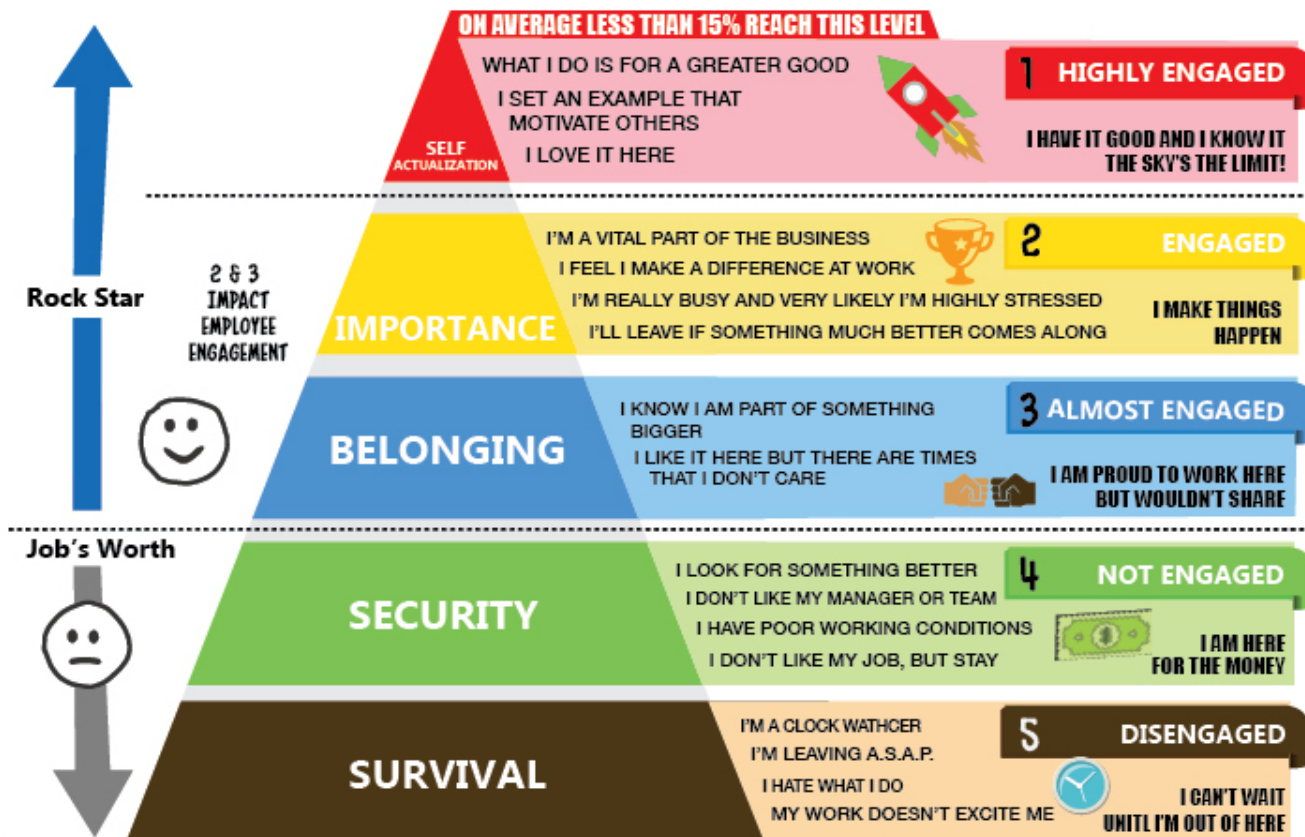 ON AVERAGE LESS THAN 15% REACH THIS LEVEL
WHAT I DO IS FOR A GREATER GOOD
I SET AN EXAMPLE THAT
MOTIVATE OTHERS
I LOVE IT HERE
SELF
ACTUALIZATION
1 HIGHLY ENGAGED
I HAVE IT GOOD AND I KNOW IT
THE SKY'S THE LIMIT!
Rock Star
2 & 3
IMPACT
EMPLOYEE
ENGAGEMENT
IMPORTANCE
I'M A VITAL PART OF THE BUSINESS
I FEEL I MAKE A DIFFERENCE AT WORK
I'M REALLY BUSY AND VERY LIKELY I'M HIGHLY STRESSED
I'LL LEAVE IF SOMETHING MUCH BETTER COMES ALONG
2 ENGAGED
I MAKE THINGS
HAPPEN
BELONGING
I KNOW I AM PART OF SOMETHING
BIGGER
I LIKE IT HERE BUT THERE ARE TIMES
THAT I DON'T CARE
3 ALMOST ENGAGED
I AM PROUD TO WORK HERE
BUT WOULDN'T SHARE
Job's Worth
SECURITY
I LOOK FOR SOMETHING BETTER
I DON'T LIKE MY MANAGER OR TEAM
I HAVE POOR WORKING CONDITIONS
I DON'T LIKE MY JOB, BUT STAY
4 NOT ENGAGED
I AM HERE
FOR THE MONEY
SURVIVAL
I'M A CLOCK WATHCER
I'M LEAVING A.S.A.P.
I HATE WHAT I DO
MY WORK DOESN'T EXCITE ME
5 DISENGAGED
I CAN'T WAIT
UNITL I'M OUT OF HERE